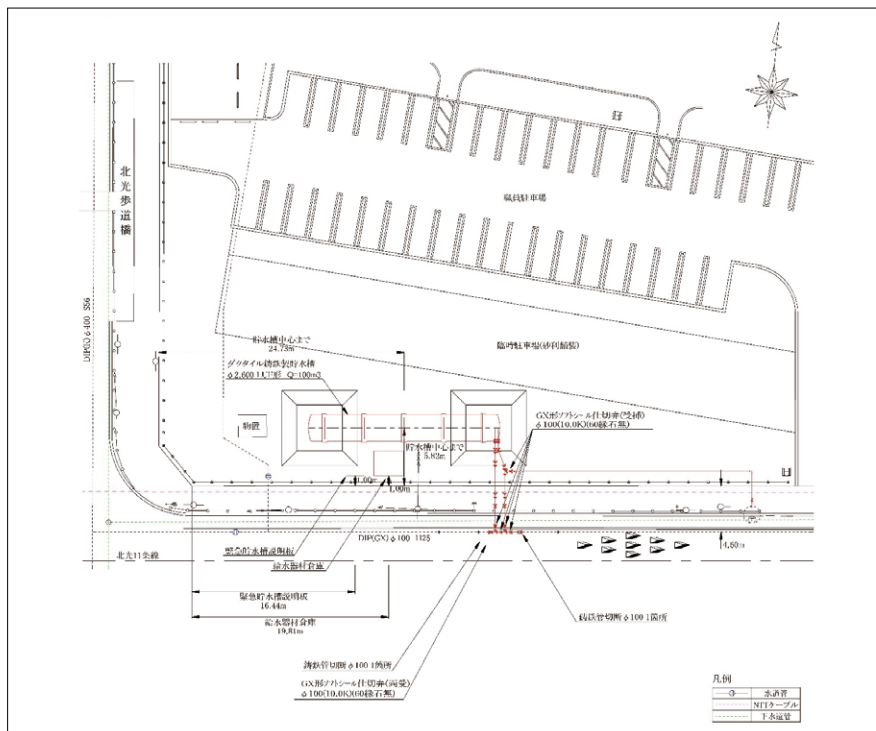 職員駐車場
北光歩道橋
DIP(K)φ400 S56
臨時駐車場(砂利舗装)
貯水槽中心まで
24.73m
ダクタイル鋳鉄製貯水槽
GX形ソフトシール仕切弁(受挿)
φ100(10.0K)(60縁石無)
物置
貯水槽中心まで
5.82m
1.00m
1.00m
DIP(GX)φ100 H25
4.50m
北光11条線
緊急貯水槽説明板
給水器材倉庫
緊急貯水槽説明板
16.44m
給水器材倉庫
19.81m
鋳鉄管切断φ100 1箇所
鋳鉄管切断φ100 1箇所
GX形ソフトシール仕切弁(両受)
φ100(10.0K)(60縁石無)
凡例
水道管
NTTケーブル
下水道管